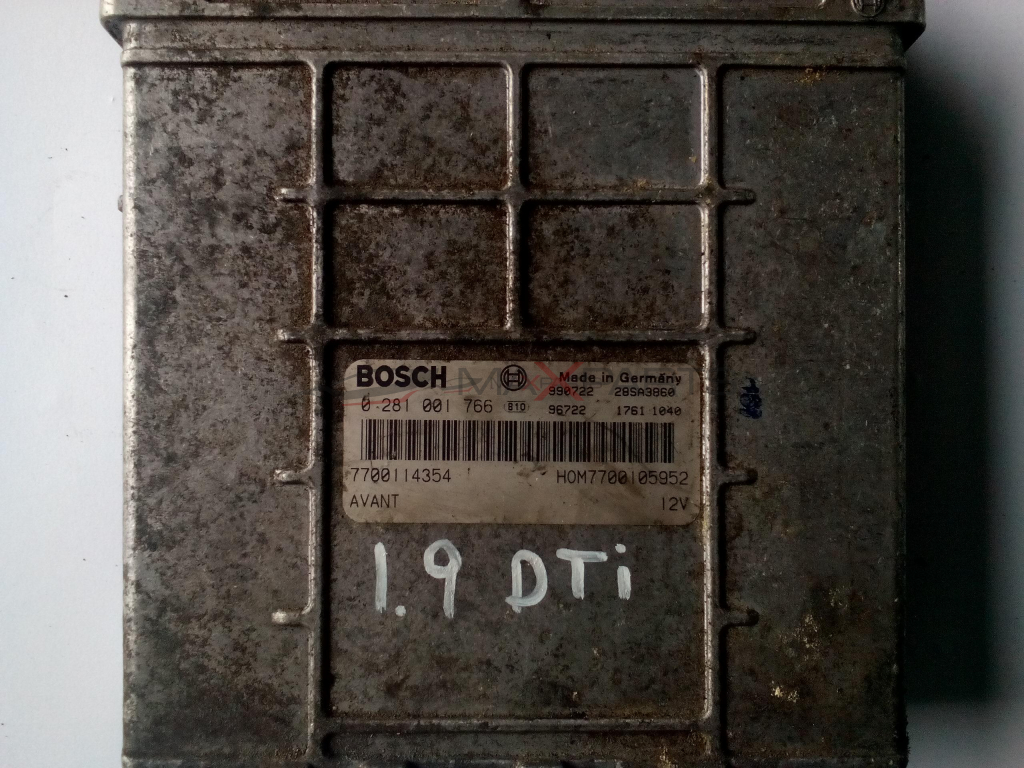 BOSCH Made in Germany
990722 28SA3860
0 281 001 766 810 96722 1761 1040
7700114354 HOM7700105952
AVANT 12V
1.9 DTi